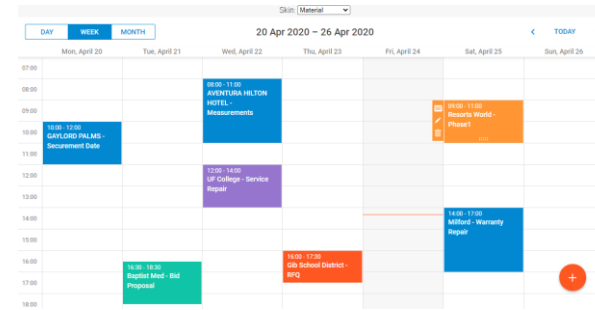 Skin: Material
DAY WEEK MONTH 20 Apr 2020 – 26 Apr 2020 TODAY
Mon, April 20 Tue, April 21 Wed, April 22 Thu, April 23 Fri, April 24 Sat, April 25 Sun, April 26
07:00
08:00
08:00 - 11:00
AVENTURA HILTON
HOTEL -
Measurements
09:00
09:00 - 11:00
Resorts World -
Phase1
10:00
10:00 - 12:00
GAYLORD PALMS -
Securement Date
11:00
12:00
12:00 - 14:00
UF College - Service
Repair
13:00
14:00
14:00 - 17:00
Milford - Warranty
Repair
15:00
16:00
16:00 - 17:30
Gib School District -
RFQ
16:30 - 18:30
Baptist Med - Bid
Proposal
17:00
18:00